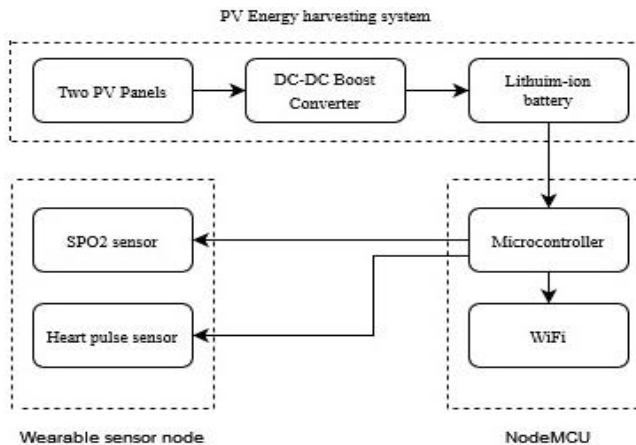 PV Energy harvesting system
Two PV Panels
DC-DC Boost
Converter
Lithuim-ion
battery
SPO2 sensor
Microcontroller
Heart pulse sensor
WiFi
Wearable sensor node
NodeMCU